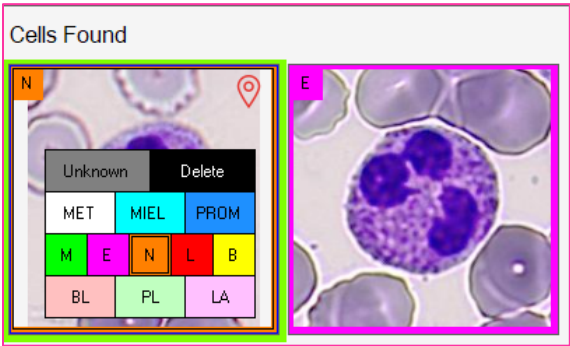 Cells Found
N
E
Unknown Delete
MET MIEL PROM
M E N L B
BL PL LA